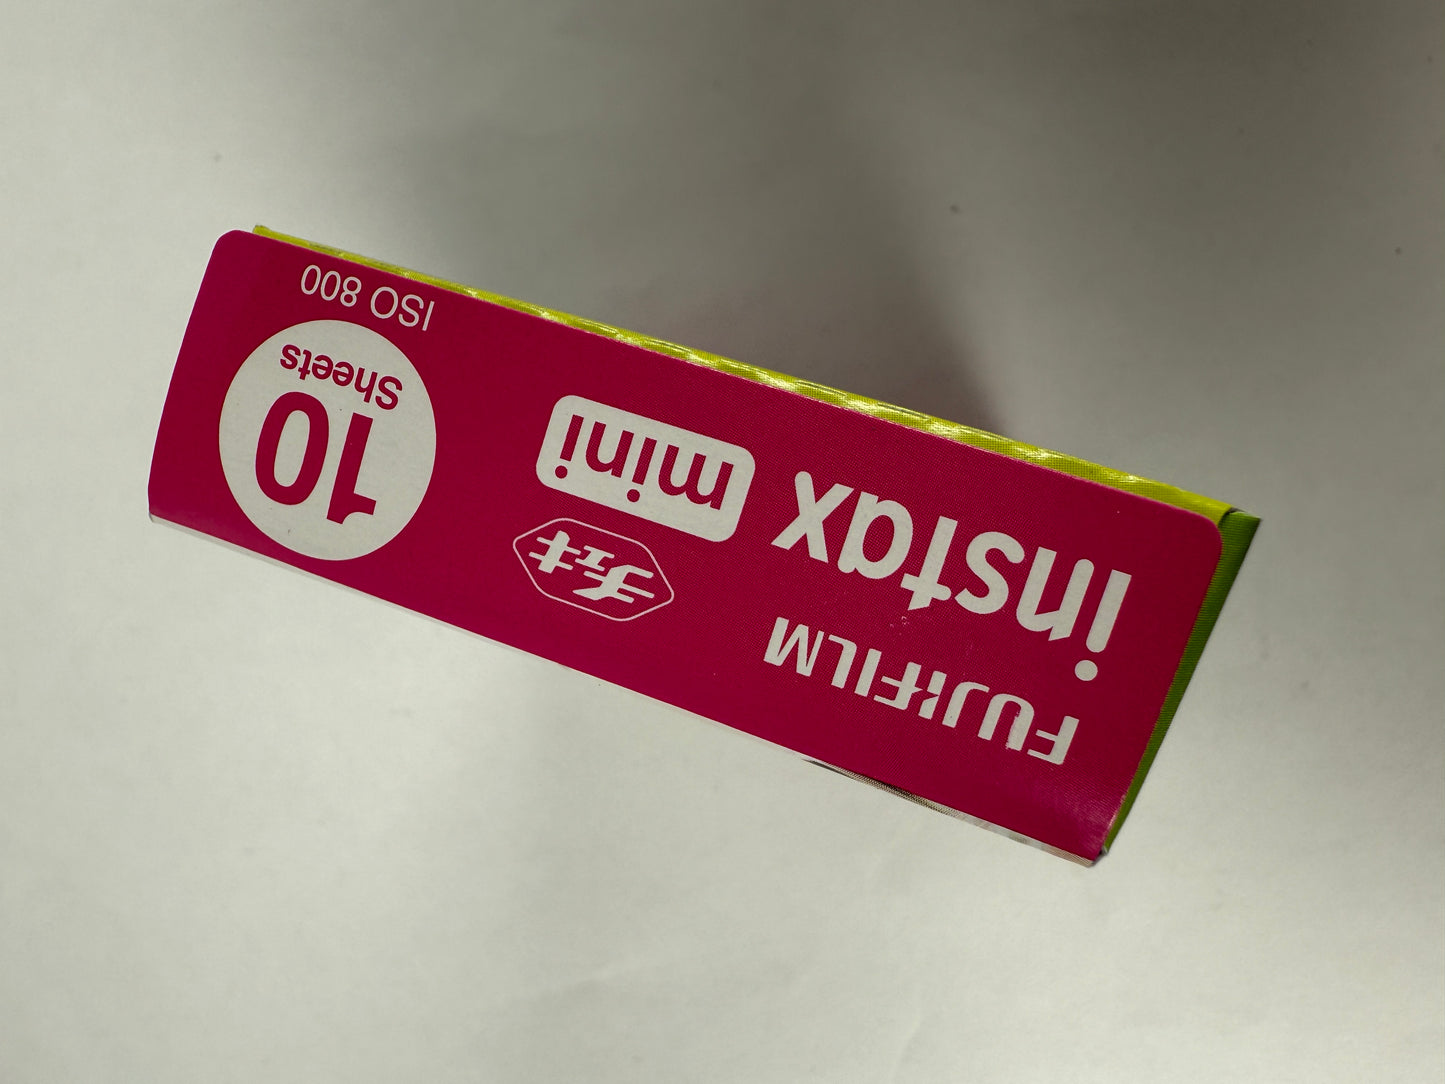 FUJIFILM
instax mini
チェキ
10
Sheets
ISO 800